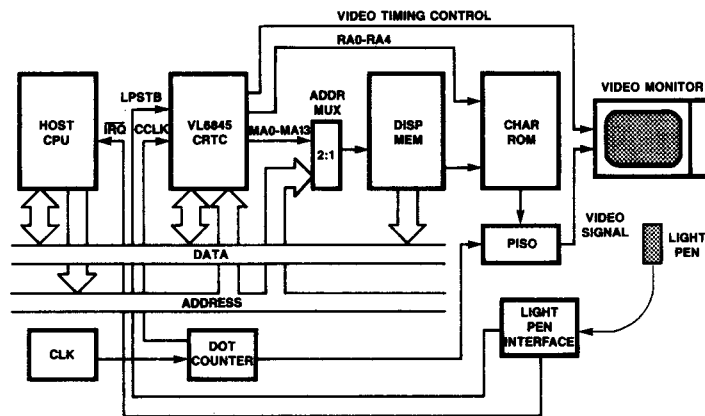 VIDEO TIMING CONTROL
RA0-RA4
LPSTB
ADDR
MUX
VIDEO MONITOR
HOST
CPU
IRQ
CCLK
VL6845
CRTC
MA0-MA13
2:1
DISP
MEM
CHAR
ROM
PISO
VIDEO
SIGNAL
LIGHT
PEN
DATA
ADDRESS
CLK
DOT
COUNTER
LIGHT
PEN
INTERFACE